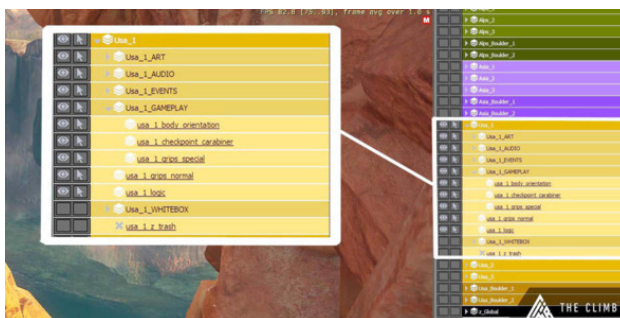 FPS 82.8 [75..93], frame avg over 1.0 s
M
Usa_1
Usa_1_ART
Usa_1_AUDIO
Usa_1_EVENTS
Usa_1_GAMEPLAY
usa_1_body_orientation
usa_1_checkpoint_carabiner
usa_1_grips_special
usa_1_grips_normal
usa_1_logic
Usa_1_WHITEBOX
usa_1_z_trash
Alps_2
Alps_3
Alps_Boulder_1
Alps_Boulder_2
Asia_1
Asia_2
Asia_3
Asia_Boulder_1
Asia_Boulder_2
Usa_1
Usa_1_ART
Usa_1_AUDIO
Usa_1_EVENTS
Usa_1_GAMEPLAY
usa_1_body_orientation
usa_1_checkpoint_carabiner
usa_1_grips_special
usa_1_grips_normal
usa_1_logic
Usa_1_WHITEBOX
usa_1_z_trash
Usa_2
Usa_3
Usa_Boulder_1
Usa_Boulder_2
z_Global
THE CLIMB